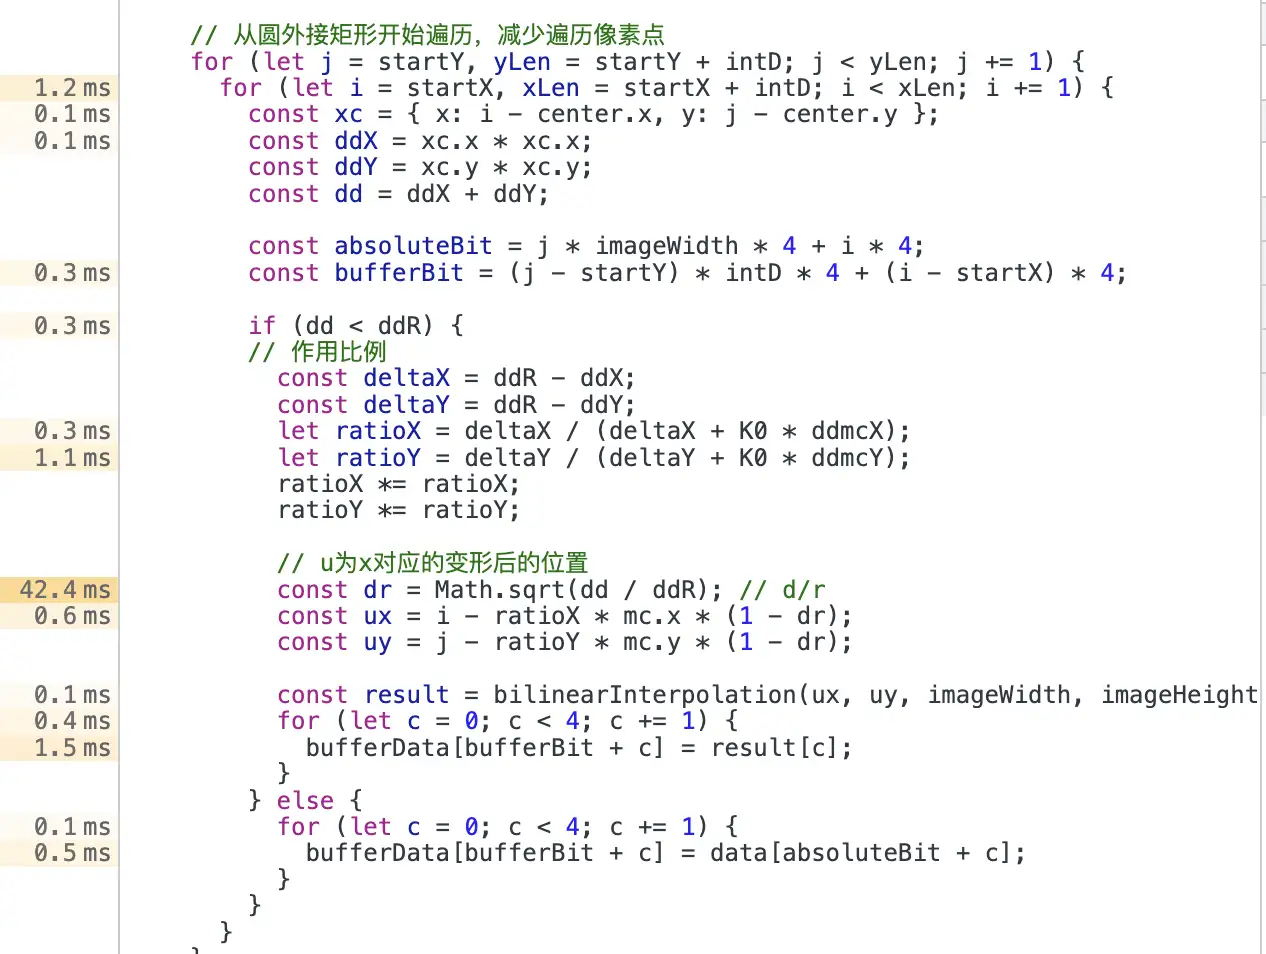 // 从圆外接矩形开始遍历，减少遍历像素点
for (let j = startY, yLen = startY + intD; j < yLen; j += 1) {
1.2 ms for (let i = startX, xLen = startX + intD; i < xLen; i += 1) {
0.1 ms const xc = { x: i - center.x, y: j - center.y };
0.1 ms const ddX = xc.x * xc.x;
const ddY = xc.y * xc.y;
const dd = ddX + ddY;
const absoluteBit = j * imageWidth * 4 + i * 4;
0.3 ms const bufferBit = (j - startY) * intD * 4 + (i - startX) * 4;
0.3 ms if (dd < ddR) {
// 作用比例
const deltaX = ddR - ddX;
const deltaY = ddR - ddY;
0.3 ms let ratioX = deltaX / (deltaX + K0 * ddmcX);
1.1 ms let ratioY = deltaY / (deltaY + K0 * ddmcY);
ratioX *= ratioX;
ratioY *= ratioY;
// u为x对应的变形后的位置
42.4 ms const dr = Math.sqrt(dd / ddR); // d/r
0.6 ms const ux = i - ratioX * mc.x * (1 - dr);
const uy = j - ratioY * mc.y * (1 - dr);
0.1 ms const result = bilinearInterpolation(ux, uy, imageWidth, imageHeight
0.4 ms for (let c = 0; c < 4; c += 1) {
1.5 ms bufferData[bufferBit + c] = result[c];
}
} else {
0.1 ms for (let c = 0; c < 4; c += 1) {
0.5 ms bufferData[bufferBit + c] = data[absoluteBit + c];
}
}
}